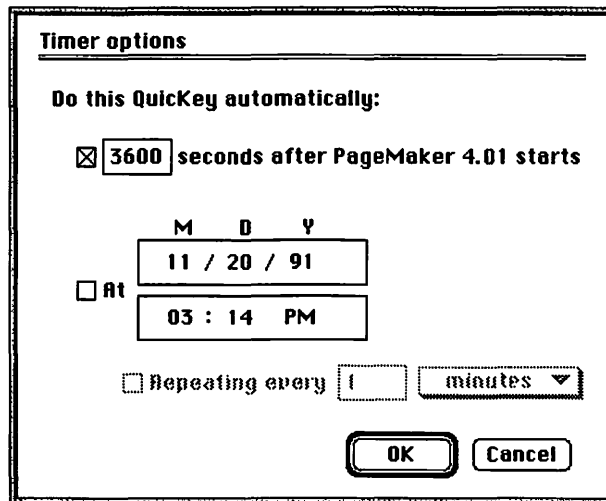 Timer options
Do this QuicKey automatically:
3600 seconds after PageMaker 4.01 starts
M D Y
11 / 20 / 91
At
03 : 14 PM
Repeating every 1 minutes
OK Cancel